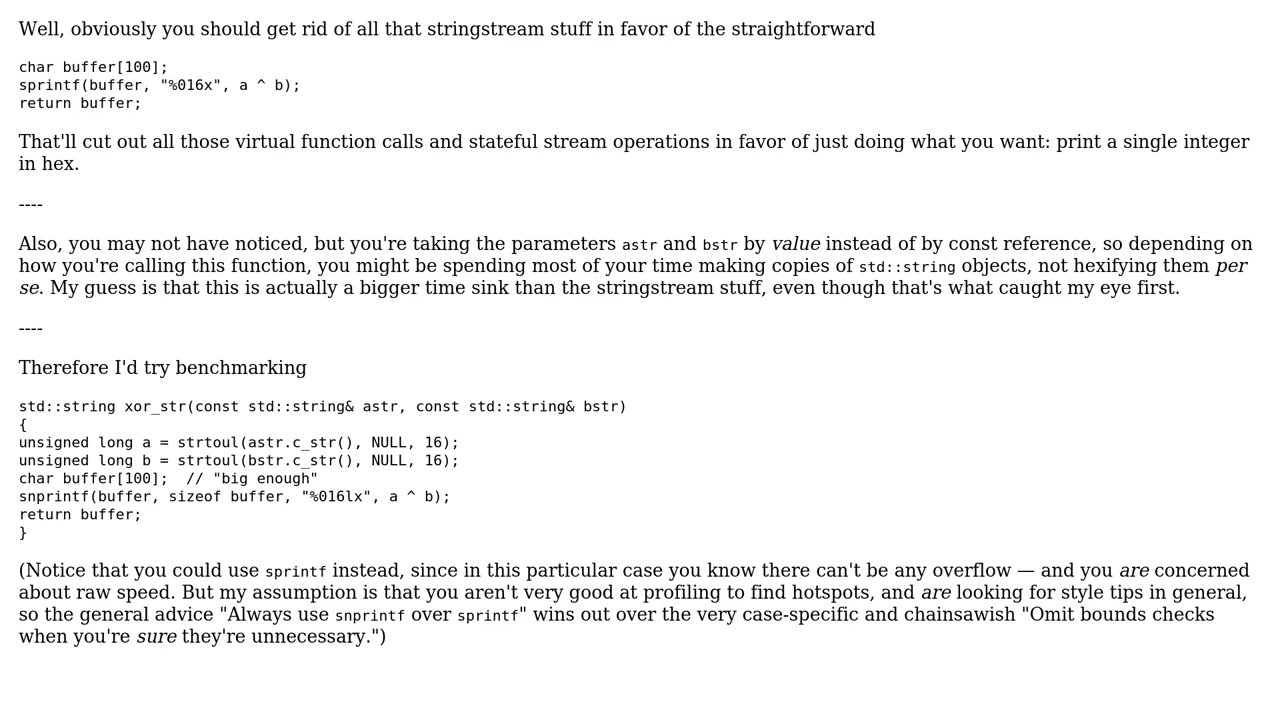 Well, obviously you should get rid of all that stringstream stuff in favor of the straightforward
char buffer[100];
sprintf(buffer, "%016x", a ^ b);
return buffer;
That'll cut out all those virtual function calls and stateful stream operations in favor of just doing what you want: print a single integer
in hex.
----
Also, you may not have noticed, but you're taking the parameters astr and bstr by value instead of by const reference, so depending on
how you're calling this function, you might be spending most of your time making copies of std::string objects, not hexifying them per
se. My guess is that this is actually a bigger time sink than the stringstream stuff, even though that's what caught my eye first.
----
Therefore I'd try benchmarking
std::string xor_str(const std::string& astr, const std::string& bstr)
{
unsigned long a = strtoul(astr.c_str(), NULL, 16);
unsigned long b = strtoul(bstr.c_str(), NULL, 16);
char buffer[100];  // "big enough"
snprintf(buffer, sizeof buffer, "%016lx", a ^ b);
return buffer;
}
(Notice that you could use sprintf instead, since in this particular case you know there can't be any overflow — and you are concerned
about raw speed. But my assumption is that you aren't very good at profiling to find hotspots, and are looking for style tips in general,
so the general advice "Always use snprintf over sprintf" wins out over the very case-specific and chainsawish "Omit bounds checks
when you're sure they're unnecessary.")